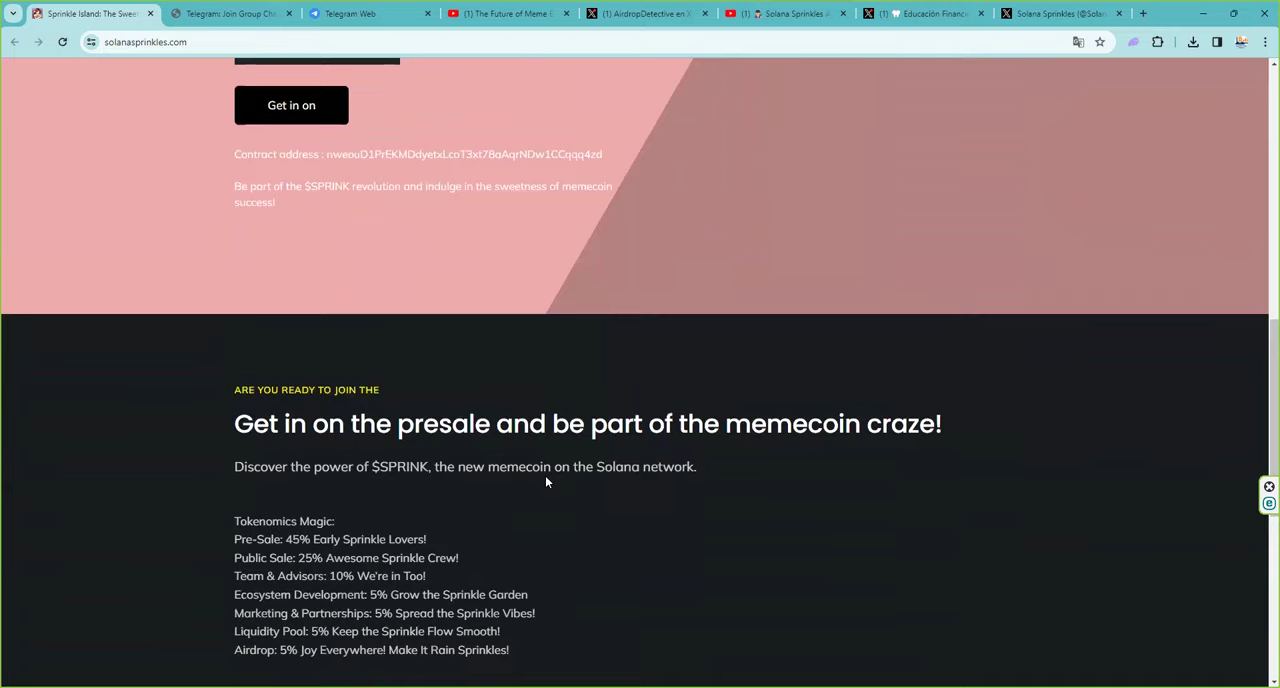 Sprinkle Island: The Sweet
Telegram: Join Group Cha
Telegram Web
(1) The Future of Meme E
AirdropDetective en X
(1) Solana Sprinkles A
(1) Educación Financi
Solana Sprinkles (@Solan
solanasprinkles.com
Get in on
Contract address :
Be part of the $SPRINK revolution and indulge in the sweetness of memecoin
success!
ARE YOU READY TO JOIN THE
Get in on the presale and be part of the memecoin craze!
Discover the power of $SPRINK, the new memecoin on the Solana network.
Tokenomics Magic:
Pre-Sale: 45% Early Sprinkle Lovers!
Public Sale: 25% Awesome Sprinkle Crew!
Team & Advisors: 10% We're in Too!
Ecosystem Development: 5% Grow the Sprinkle Garden
Marketing & Partnerships: 5% Spread the Sprinkle Vibes!
Liquidity Pool: 5% Keep the Sprinkle Flow Smooth!
Airdrop: 5% Joy Everywhere! Make It Rain Sprinkles!